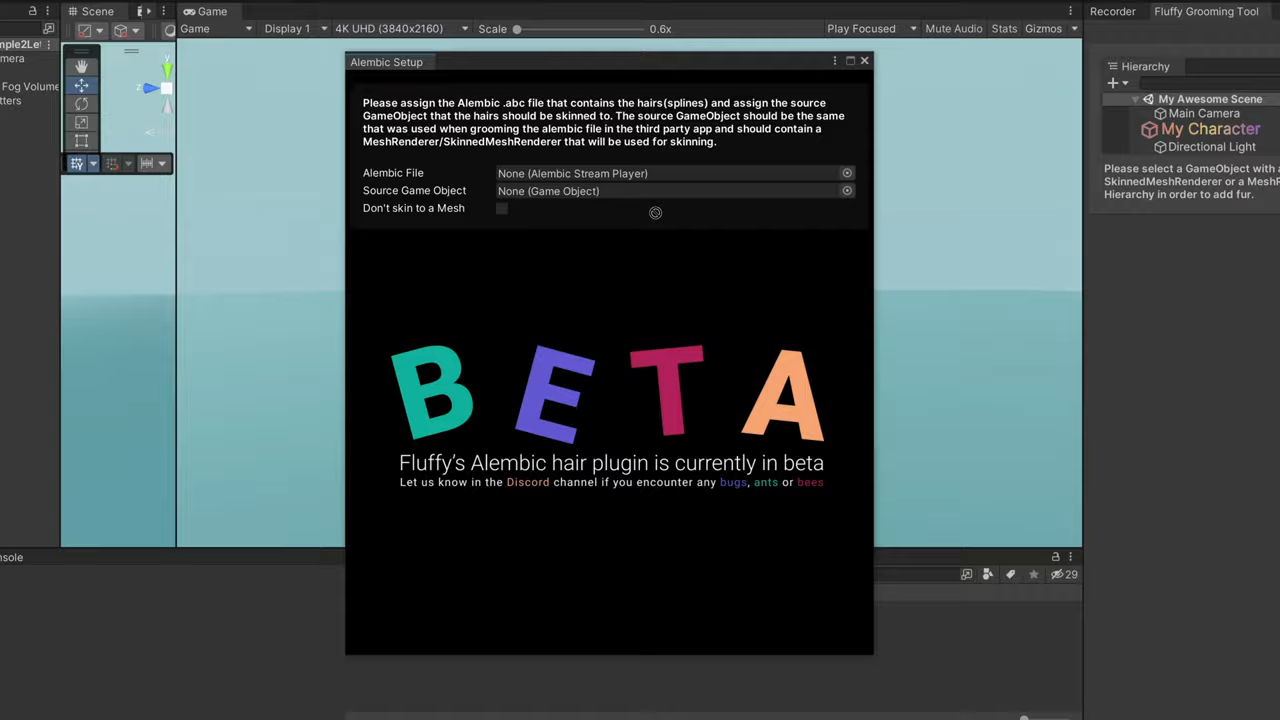 Scene
Game
Recorder
Fluffy Grooming Tool
Game
Display 1
4K UHD (3840x2160)
Scale
0.6x
Play Focused
Mute Audio
Stats
Gizmos
mple2Le
mera
Fog Volume
tters
y
z
Alembic Setup
Please assign the Alembic .abc file that contains the hairs(splines) and assign the source
GameObject that the hairs should be skinned to. The source GameObject should be the same
that was used when grooming the alembic file in the third party app and should contain a
MeshRenderer/SkinnedMeshRenderer that will be used for skinning.
Alembic File
None (Alembic Stream Player)
Source Game Object
None (Game Object)
Don't skin to a Mesh
BETA
Fluffy's Alembic hair plugin is currently in beta
Let us know in the Discord channel if you encounter any bugs, ants or bees
Hierarchy
My Awesome Scene
Main Camera
My Character
Directional Light
Please select a GameObject with a
SkinnedMeshRenderer or a MeshR
Hierarchy in order to add fur.
nsole
29